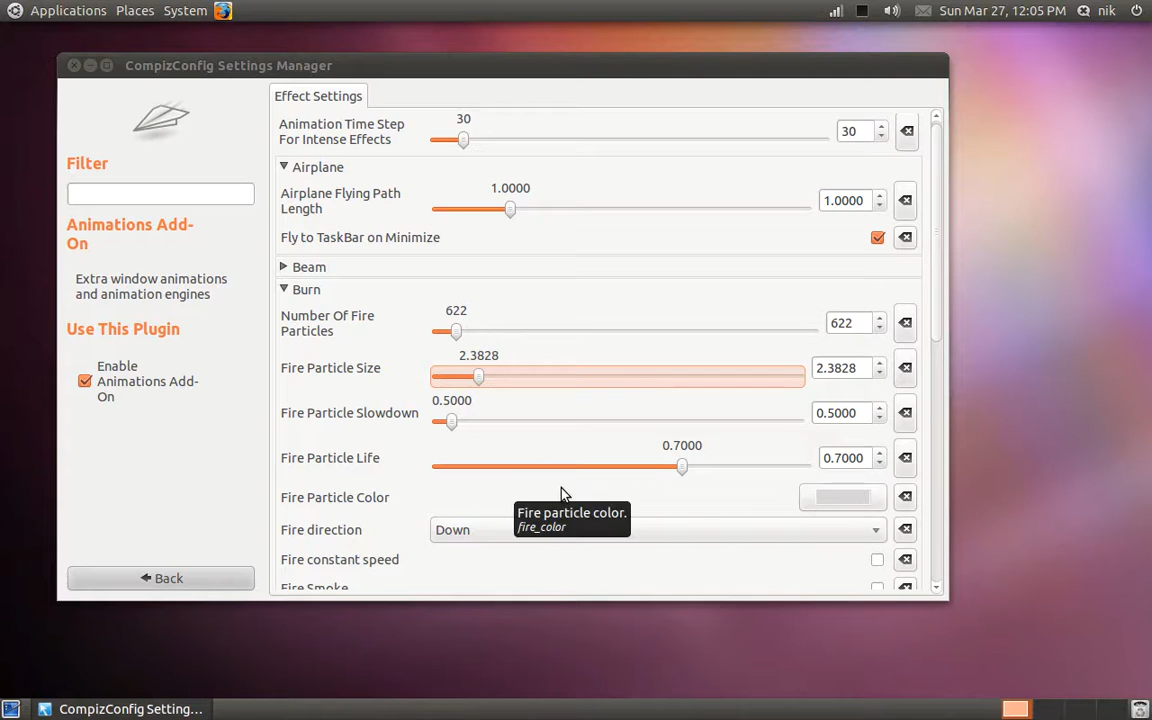 Applications Places System Sun Mar 27, 12:05 PM nik
CompizConfig Settings Manager
Filter
Animations Add-
On
Extra window animations
and animation engines
Use This Plugin
Enable
Animations Add-
On
Back
Effect Settings
30
Animation Time Step
For Intense Effects
30
Airplane
1.0000
Airplane Flying Path
Length
1.0000
Fly to TaskBar on Minimize
Beam
Burn
622
Number Of Fire
Particles
622
2.3828
Fire Particle Size
2.3828
0.5000
Fire Particle Slowdown
0.5000
0.7000
Fire Particle Life
0.7000
Fire Particle Color
Fire particle color.
fire_color
Fire direction
Down
Fire constant speed
Fire Smoke
CompizConfig Setting...